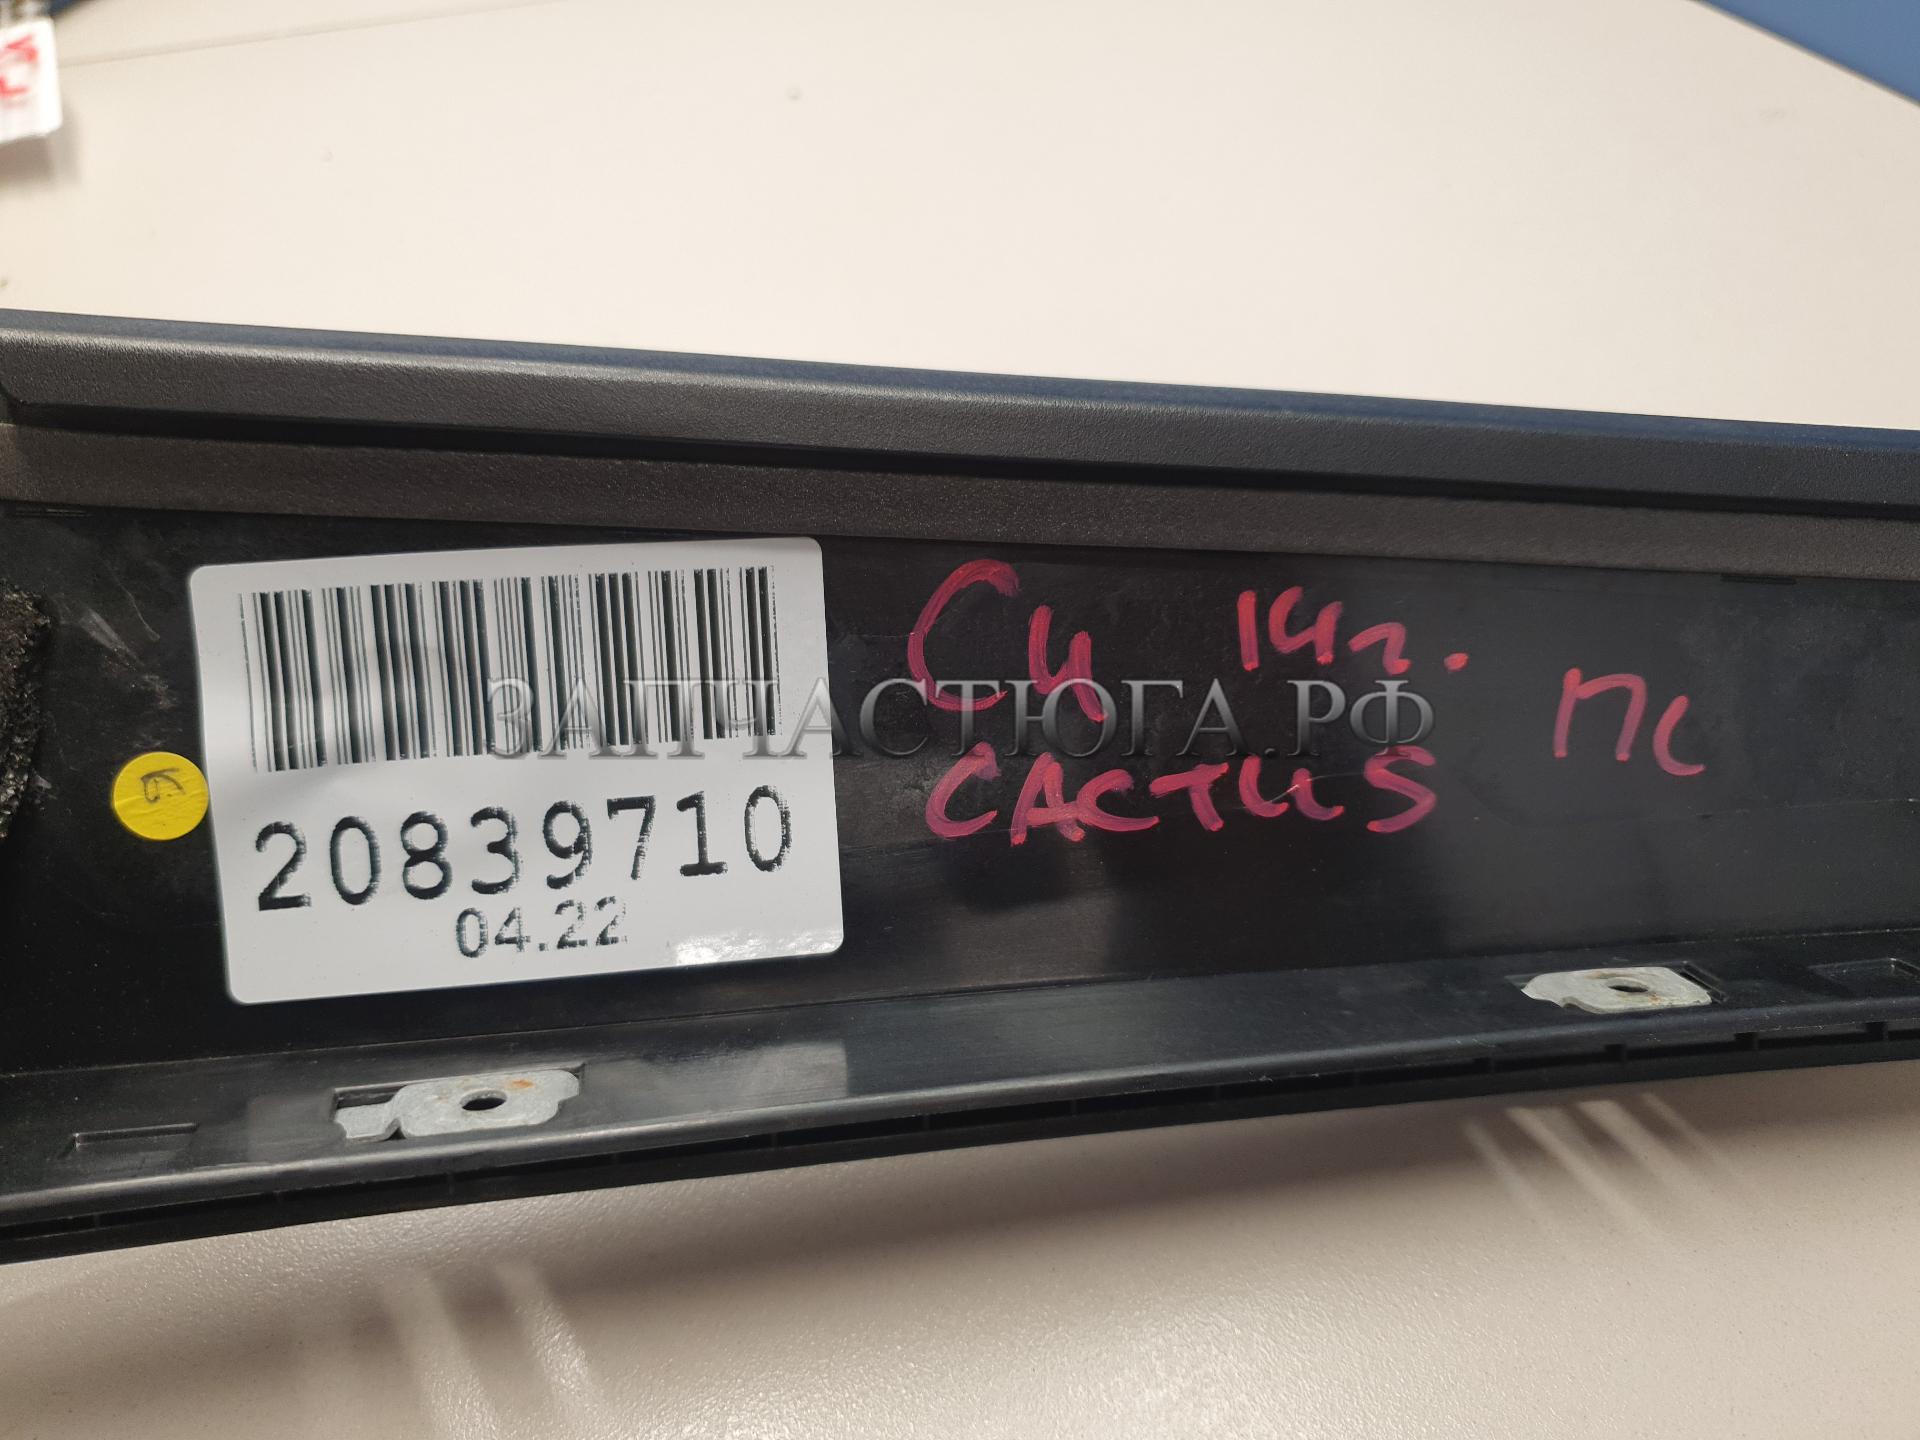 20839710
04.22
C4 14г.
CACTUS
ПС
ЗАПЧАСТЮГА.РФ